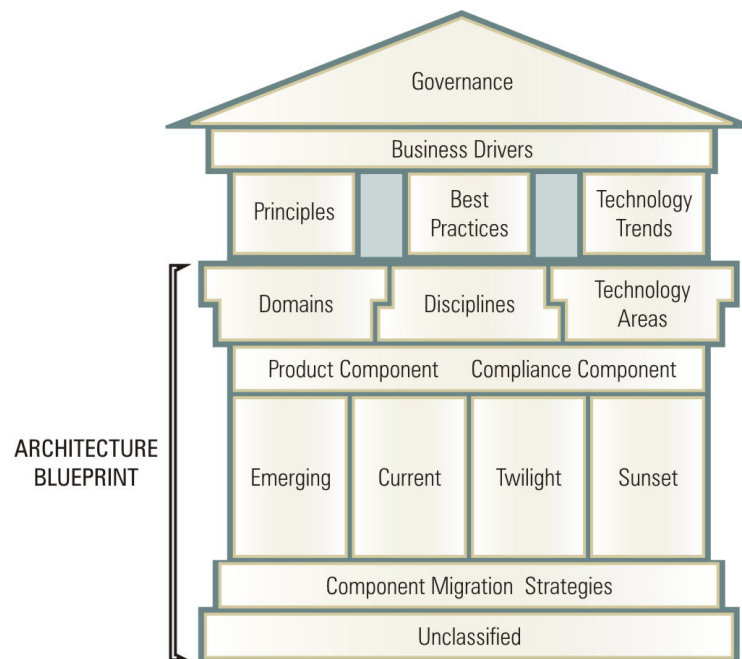 Governance
Business Drivers
Principles
Best
Practices
Technology
Trends
Domains
Disciplines
Technology
Areas
Product Component Compliance Component
ARCHITECTURE
BLUEPRINT
Emerging
Current
Twilight
Sunset
Component Migration Strategies
Unclassified